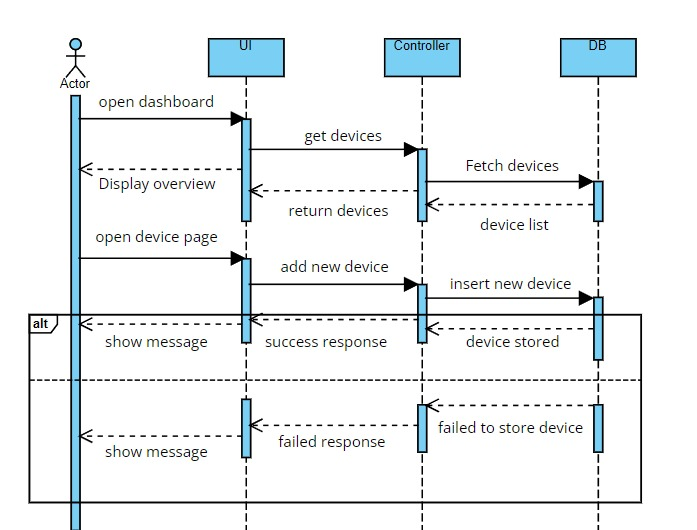 UI
Controller
DB
Actor
open dashboard
get devices
Fetch devices
Display overview
return devices
device list
open device page
add new device
insert new device
alt
show message
success response
device stored
failed to store device
failed response
show message